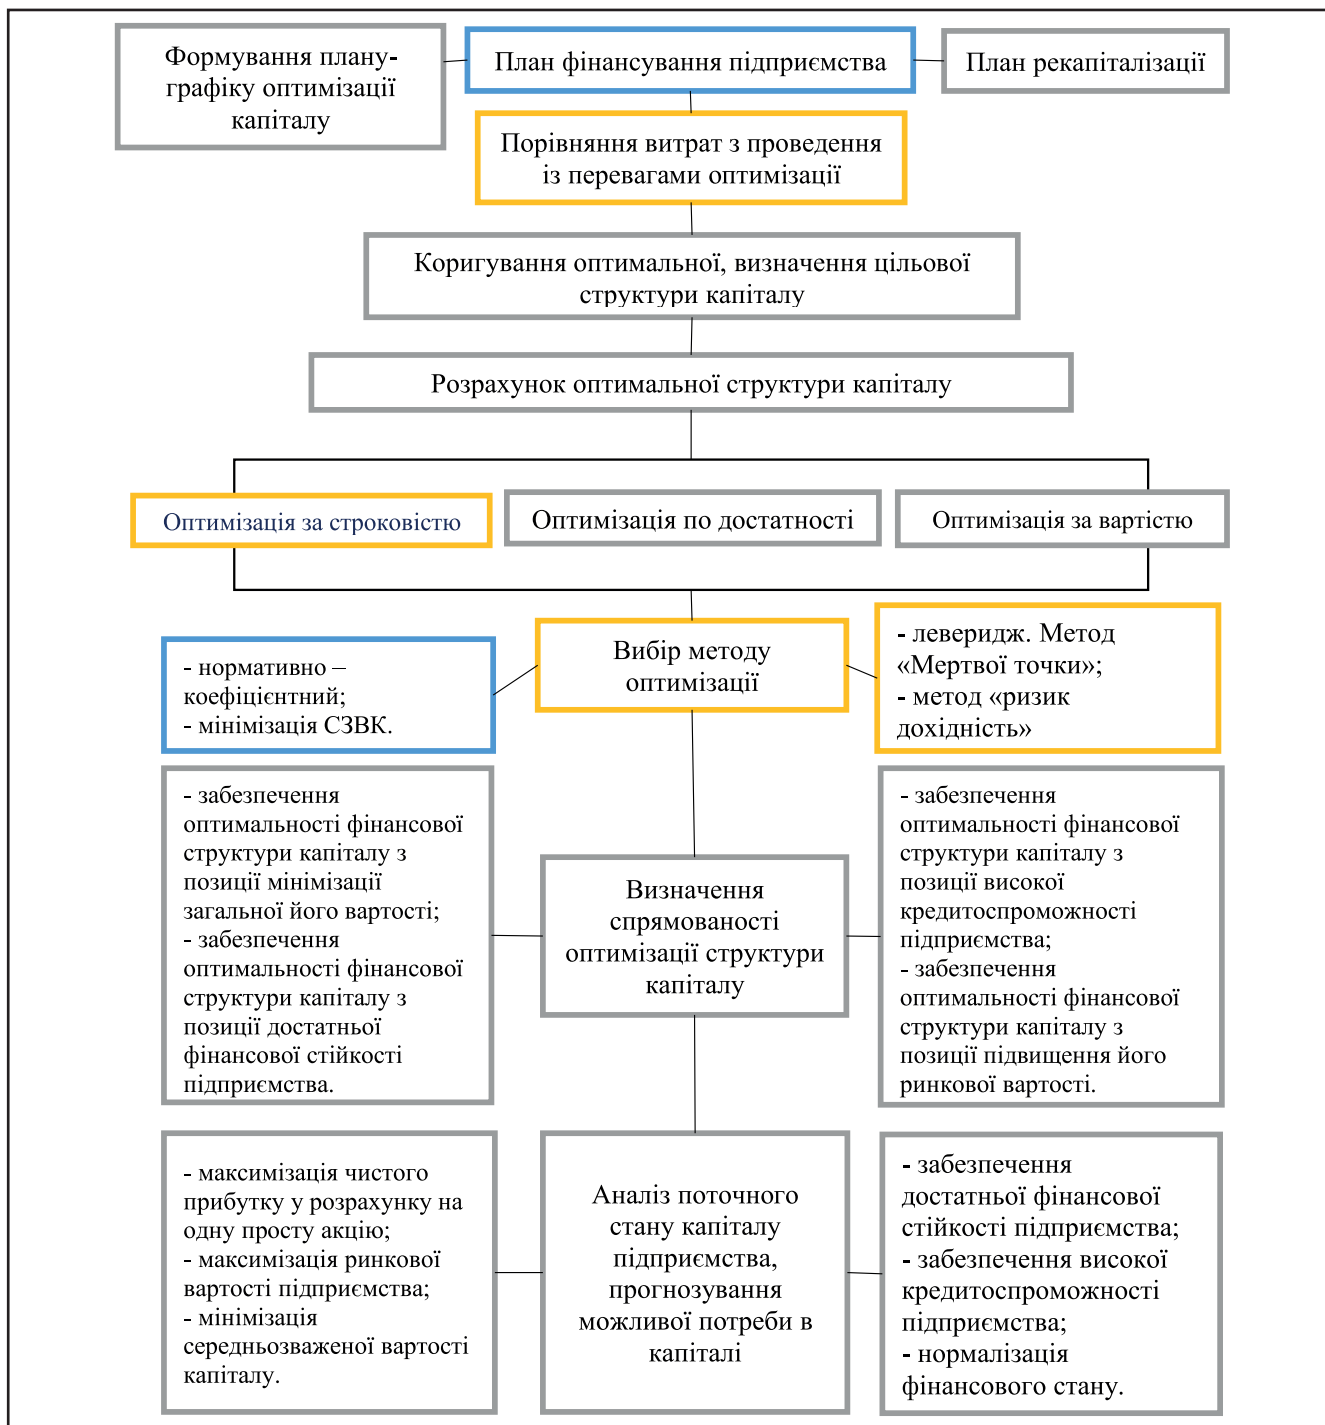 Формування плану-
графіку оптимізації
капіталу
План фінансування підприємства
План рекапіталізації
Порівняння витрат з проведення
із перевагами оптимізації
Коригування оптимальної, визначення цільової
структури капіталу
Розрахунок оптимальної структури капіталу
Оптимізація за строковістю
Оптимізація по достатності
Оптимізація за вартістю
- нормативно –
коефіцієнтний;
- мінімізація СЗВК.
Вибір методу
оптимізації
- леверидж. Метод
«Мертвої точки»;
- метод «ризик
дохідність»
- забезпечення
оптимальності фінансової
структури капіталу з
позиції мінімізації
загальної його вартості;
- забезпечення
оптимальності фінансової
структури капіталу з
позиції достатньої
фінансової стійкості
підприємства.
Визначення
спрямованості
оптимізації структури
капіталу
- забезпечення
оптимальності фінансової
структури капіталу з
позиції високої
кредитоспроможності
підприємства;
- забезпечення
оптимальності фінансової
структури капіталу з
позиції підвищення його
ринкової вартості.
- максимізація чистого
прибутку у розрахунку на
одну просту акцію;
- максимізація ринкової
вартості підприємства;
- мінімізація
середньозваженої вартості
капіталу.
Аналіз поточного
стану капіталу
підприємства,
прогнозування
можливої потреби в
капіталі
- забезпечення
достатньої фінансової
стійкості підприємства;
- забезпечення високої
кредитоспроможності
підприємства;
- нормалізація
фінансового стану.